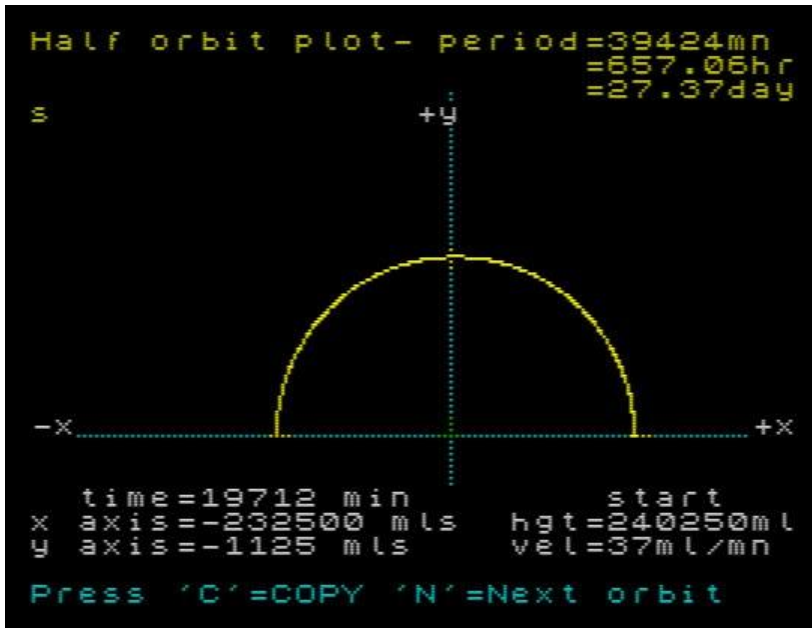 Half orbit plot- period=39424mn
=657.06hr
=27.37day
s
+y
-x
+x
time=19712 min
start
x axis=-232500 mls
hgt=240250ml
y axis=-1125 mls
vel=37ml/mn
Press ´C´=COPY ´N´=Next orbit